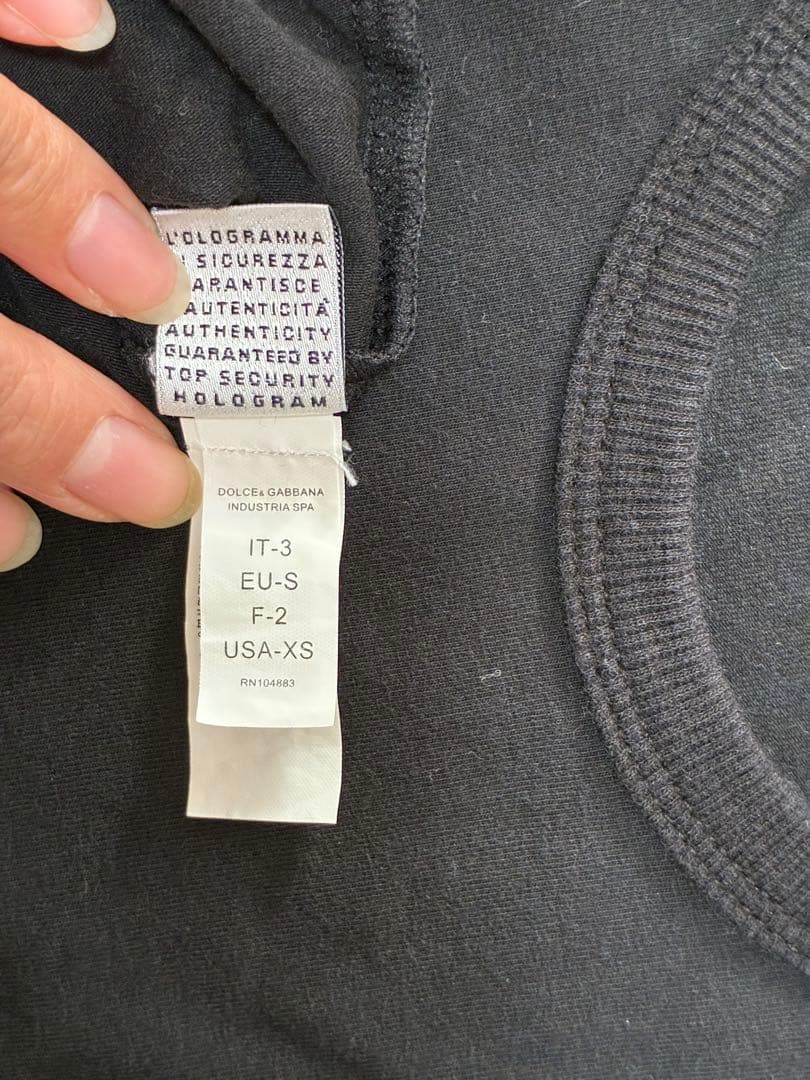 L'OLOGRAMMA
SICUREZZA
ARANTISCE
AUTENTICITÀ
AUTHENTICITY
GUARANTEED BY
TOP SECURITY
HOLOGRAM
DOLCE & GABBANA
INDUSTRIA SPA
IT-3
EU-S
F-2
USA-XS
RN104883